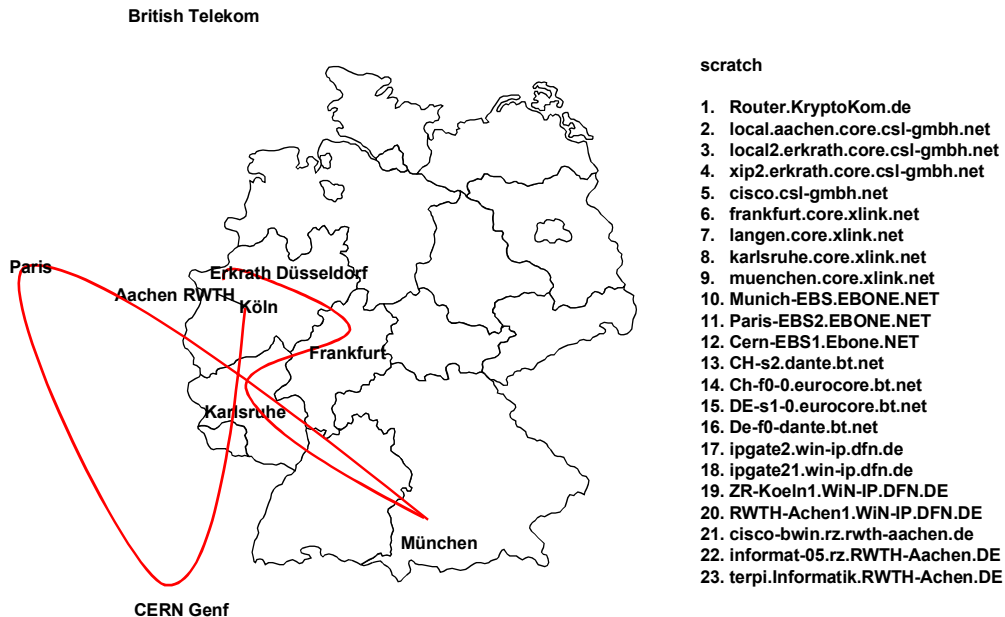 British Telekom
scratch
1. Router.KryptoKom.de
2. local.aachen.core.csl-gmbh.net
3. local2.erkrath.core.csl-gmbh.net
4. xip2.erkrath.core.csl-gmbh.net
5. cisco.csl-gmbh.net
6. frankfurt.core.xlink.net
7. langen.core.xlink.net
8. karlsruhe.core.xlink.net
9. muenchen.core.xlink.net
10. Munich-EBS.EBONE.NET
11. Paris-EBS2.EBONE.NET
12. Cern-EBS1.Ebone.NET
13. CH-s2.dante.bt.net
14. Ch-f0-0.eurocore.bt.net
15. DE-s1-0.eurocore.bt.net
16. De-f0-dante.bt.net
17. ipgate2.win-ip.dfn.de
18. ipgate21.win-ip.dfn.de
19. ZR-Koeln1.WiN-IP.DFN.DE
20. RWTH-Achen1.WiN-IP.DFN.DE
21. cisco-bwin.rz.rwth-aachen.de
22. informat-05.rz.RWTH-Aachen.DE
23. terpi.Informatik.RWTH-Achen.DE
Paris
Erkrath Düsseldorf
Aachen RWTH
Köln
Frankfurt
Karlsruhe
München
CERN Genf